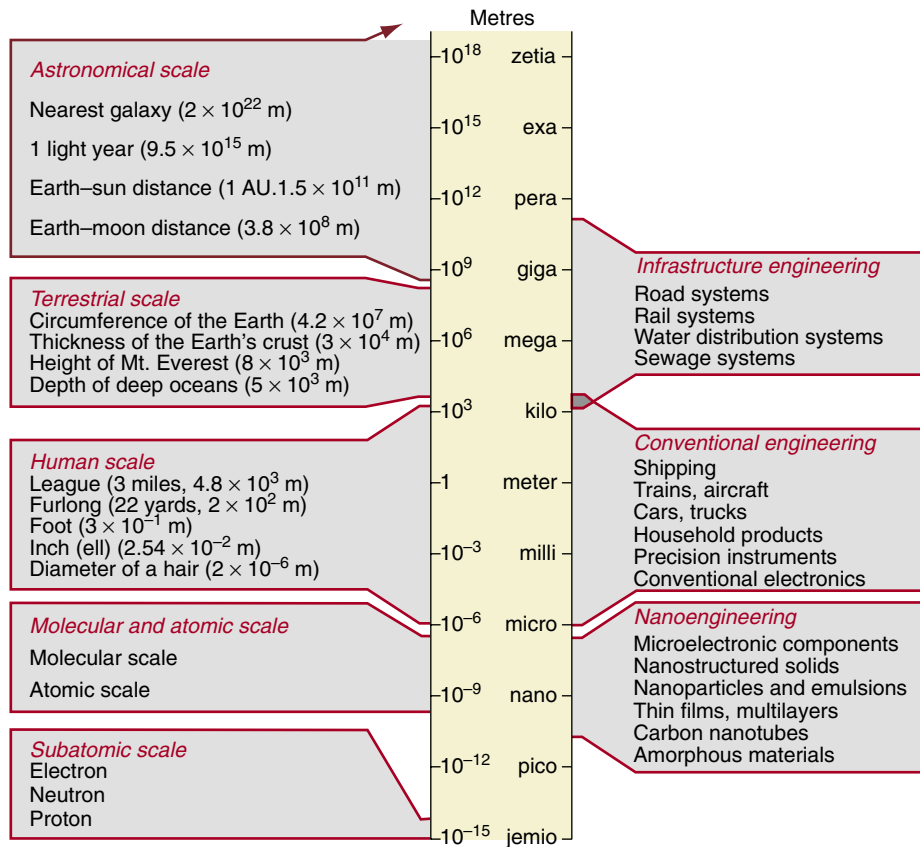 Metres
Astronomical scale
Nearest galaxy (2 × 10²² m)
1 light year (9.5 × 10¹⁵ m)
Earth–sun distance (1 AU.1.5 × 10¹¹ m)
Earth–moon distance (3.8 × 10⁸ m)
Terrestrial scale
Circumference of the Earth (4.2 × 10⁷ m)
Thickness of the Earth's crust (3 × 10⁴ m)
Height of Mt. Everest (8 × 10³ m)
Depth of deep oceans (5 × 10³ m)
Human scale
League (3 miles, 4.8 × 10³ m)
Furlong (22 yards, 2 × 10² m)
Foot (3 × 10⁻¹ m)
Inch (ell) (2.54 × 10⁻² m)
Diameter of a hair (2 × 10⁻⁶ m)
Molecular and atomic scale
Molecular scale
Atomic scale
Subatomic scale
Electron
Neutron
Proton
10¹⁸ zetia
10¹⁵ exa
10¹² pera
10⁹ giga
10⁶ mega
10³ kilo
1 meter
10⁻³ milli
10⁻⁶ micro
10⁻⁹ nano
10⁻¹² pico
10⁻¹⁵ jemio
Infrastructure engineering
Road systems
Rail systems
Water distribution systems
Sewage systems
Conventional engineering
Shipping
Trains, aircraft
Cars, trucks
Household products
Precision instruments
Conventional electronics
Nanoengineering
Microelectronic components
Nanostructured solids
Nanoparticles and emulsions
Thin films, multilayers
Carbon nanotubes
Amorphous materials